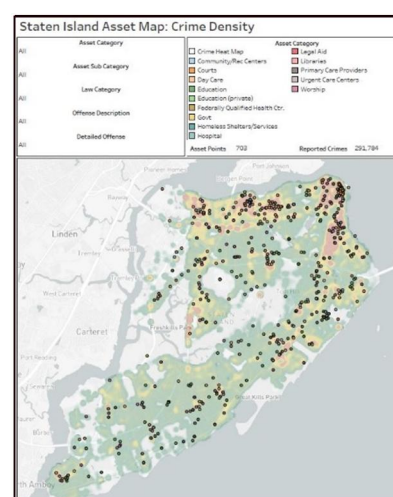 Staten Island Asset Map: Crime Density
Asset Category
All
Asset Sub Category
All
Law Category
All
Offense Description
All
Detailed Offense
All
Asset Category
Crime Heat Map
Community/Rec Centers
Courts
Day Care
Education
Education (private)
Federally Qualified Health Ctr.
Govt
Homeless Shelters/Services
Hospital
Legal Aid
Libraries
Primary Care Providers
Urgent Care Centers
Worship
Asset Points 703
Reported Crimes 291,784
Linden
Carteret
Freshkills Park